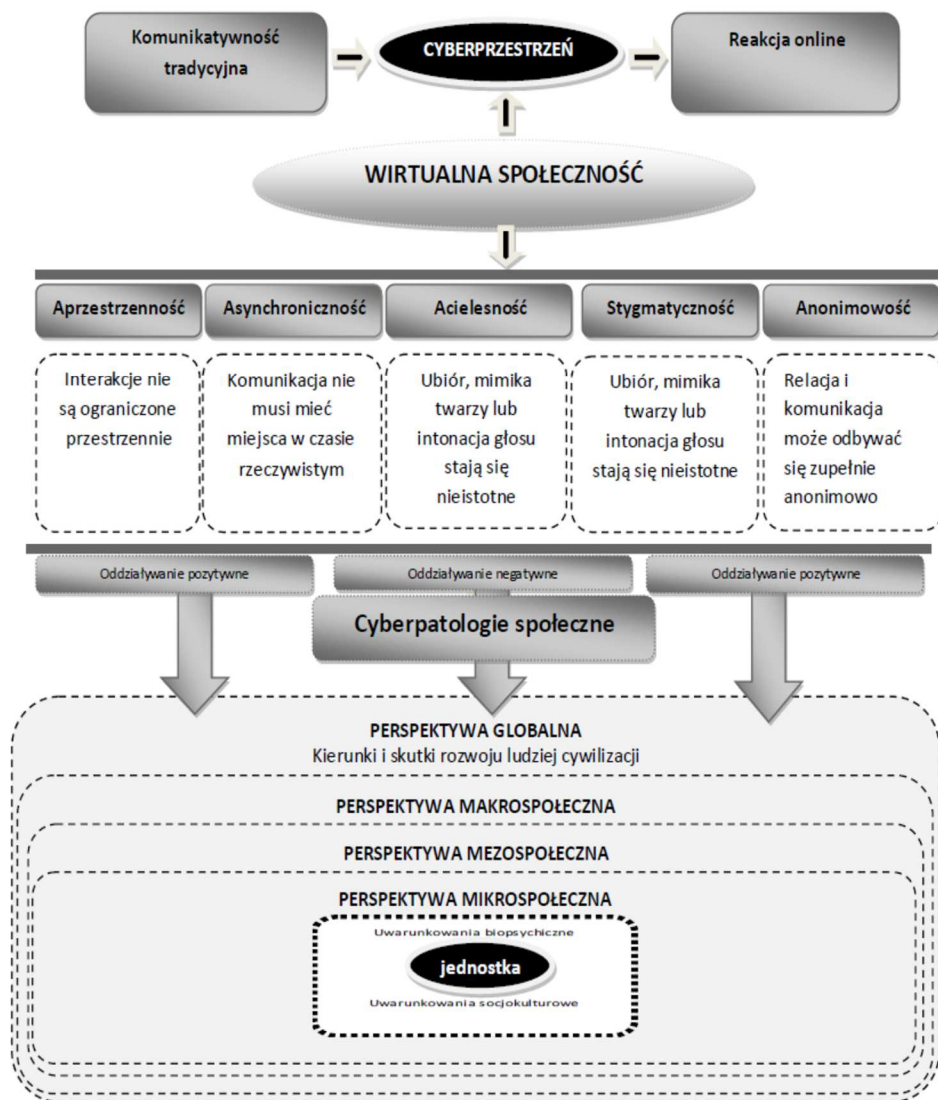 Komunikatywność
tradycyjna
CYBERPRZESTRZEŃ
Reakcja online
WIRTUALNA SPOŁECZNOŚĆ
Aprzestrzenność
Asynchroniczność
Acielesność
Stygmatyczność
Anonimowość
Interakcje nie
są ograniczone
przestrzennie
Komunikacja nie
musi mieć
miejsca w czasie
rzeczywistym
Ubiór, mimika
twarzy lub
intonacja głosu
stają się
nieistotne
Ubiór, mimika
twarzy lub
intonacja głosu
stają się nieistotne
Relacja i
komunikacja
może odbywać
się zupełnie
anonimowo
Oddziaływanie pozytywne
Oddziaływanie negatywne
Oddziaływanie pozytywne
Cyberpatologie społeczne
PERSPEKTYWA GLOBALNA
Kierunki i skutki rozwoju ludziej cywilizacji
PERSPEKTYWA MAKROSPOŁECZNA
PERSPEKTYWA MEZOSPOŁECZNA
PERSPEKTYWA MIKROSPOŁECZNA
Uwarunkowania biopsychiczne
jednostka
Uwarunkowania socjokulturowe